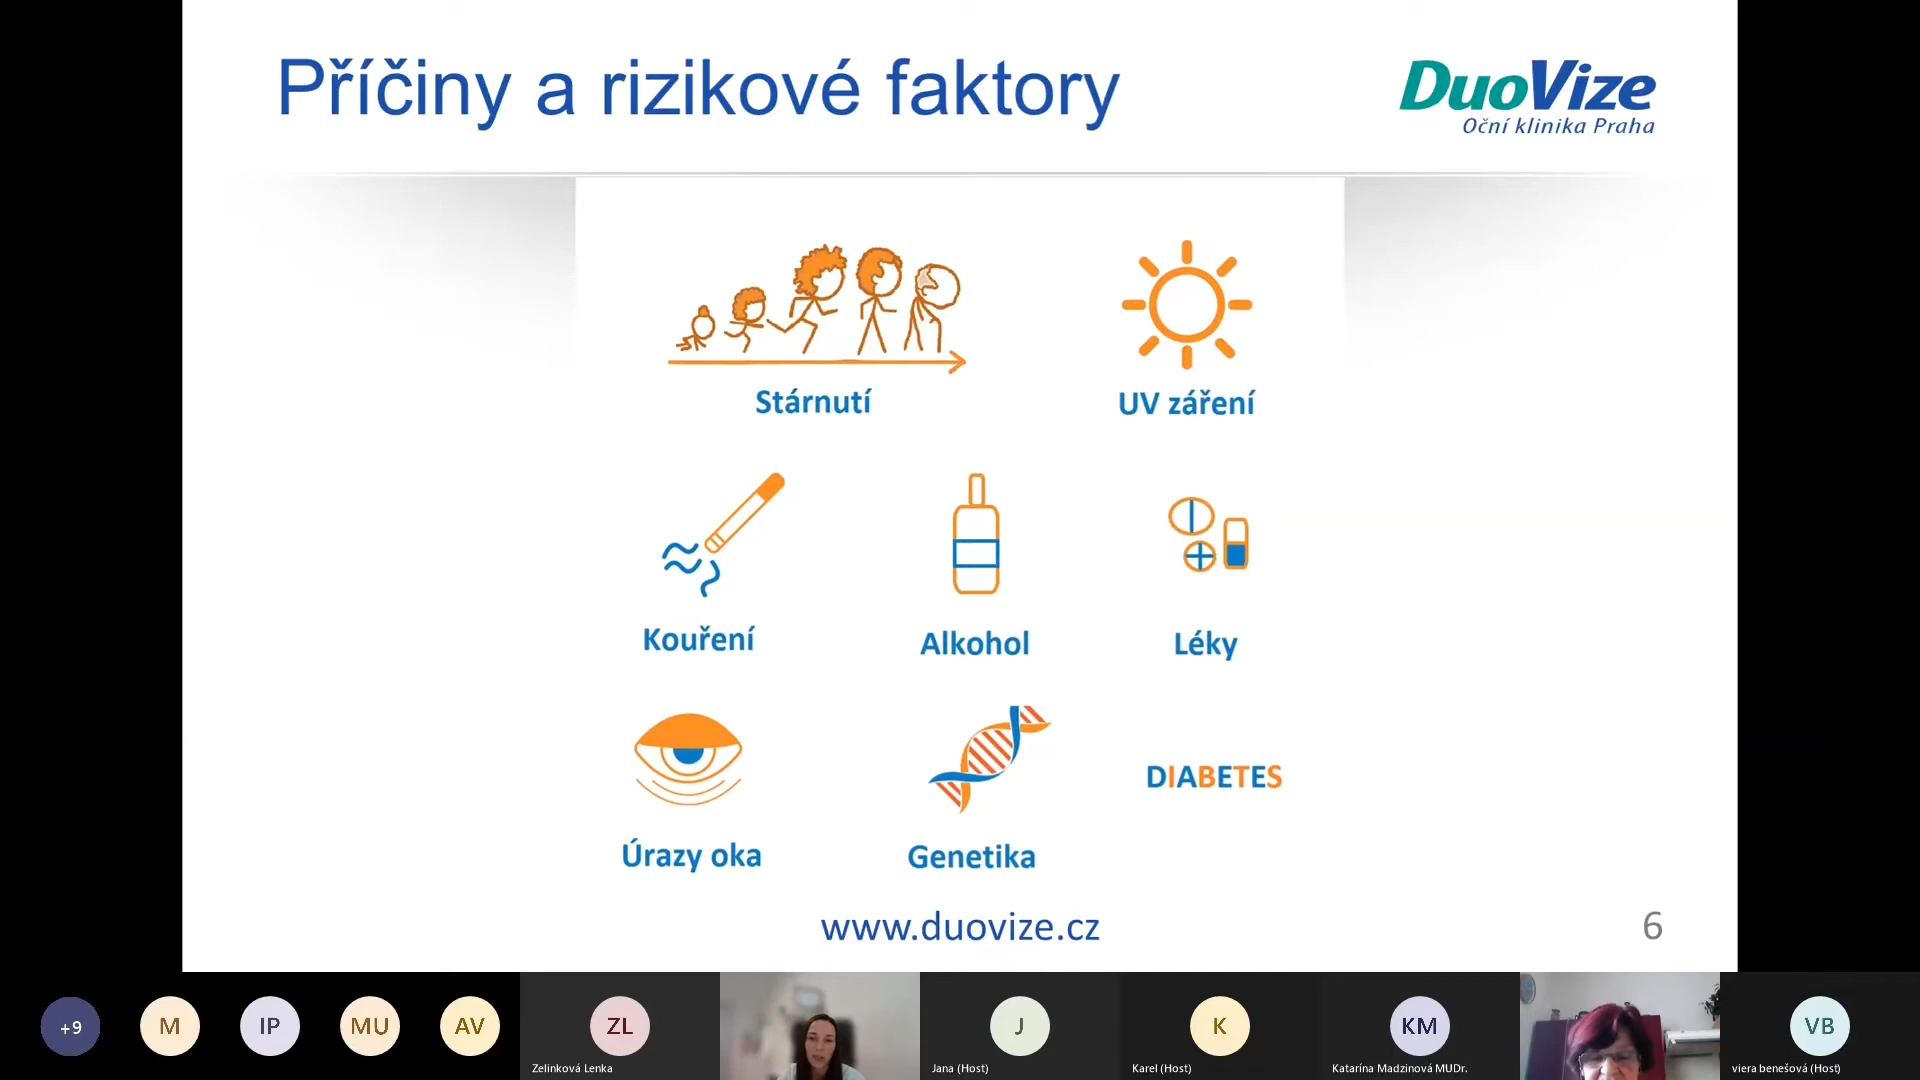 Příčiny a rizikové faktory
DuoVize
Oční klinika Praha
Stárnutí
UV záření
Kouření
Alkohol
Léky
Úrazy oka
Genetika
DIABETES
www.duovize.cz
6
+9
M
IP
MU
AV
ZL
Zelinková Lenka
J
Jana (Host)
K
Karel (Host)
KM
Katarína Madzinová MUDr.
VB
viera benešová (Host)